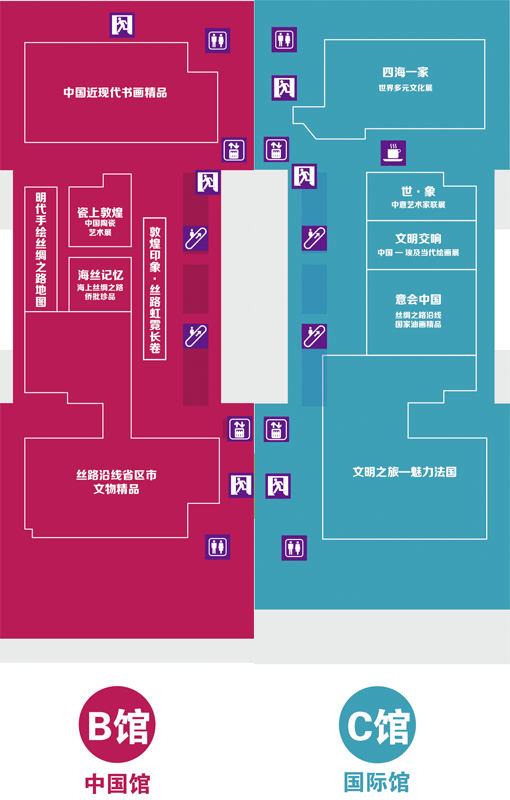 中国近现代书画精品
明代手绘丝绸之路地图
瓷上敦煌
中国陶瓷
艺术展
海丝记忆
海上丝绸之路
侨批珍品
敦煌印象·丝路虹霓长卷
丝路沿线省区市
文物精品
四海一家
世界多元文化展
世·象
中意艺术家联展
文明交响
中国 — 埃及当代绘画展
意会中国
丝绸之路沿线
国家油画精品
文明之旅—魅力法国
B馆
中国馆
C馆
国际馆